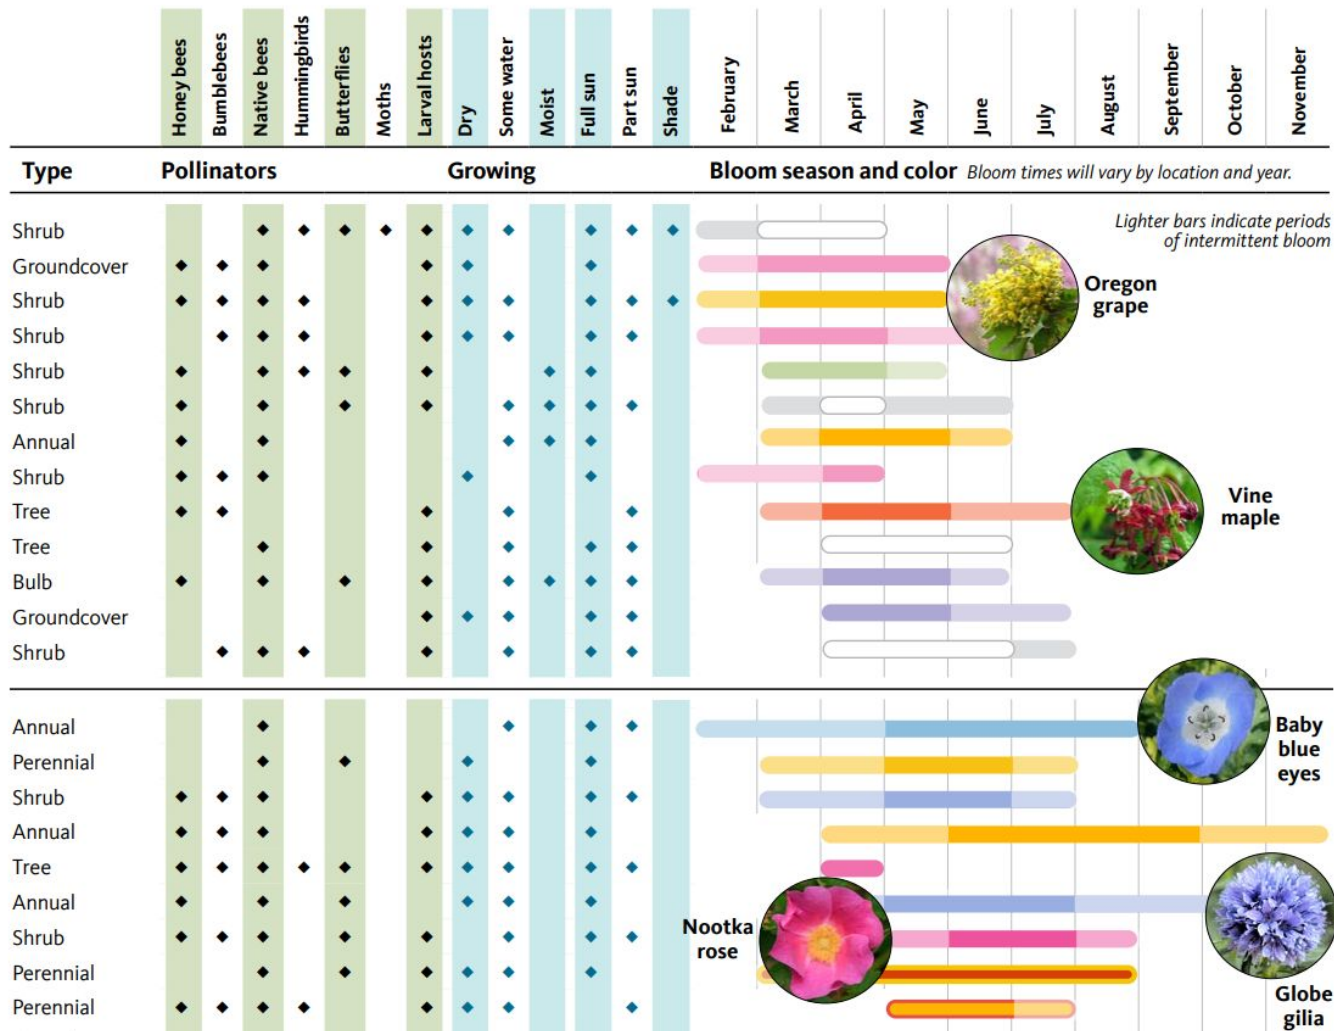 Honey bees
Bumblebees
Native bees
Hummingbirds
Butterflies
Moths
Larval hosts
Dry
Some water
Moist
Full sun
Part sun
Shade
February
March
April
May
June
July
August
September
October
November
Type Pollinators Growing Bloom season and color Bloom times will vary by location and year.
Shrub
Lighter bars indicate periods
of intermittent bloom
Groundcover
Shrub
Oregon
grape
Shrub
Shrub
Shrub
Annual
Shrub
Tree
Vine
maple
Tree
Bulb
Groundcover
Shrub
Annual
Baby
blue
eyes
Perennial
Shrub
Annual
Tree
Annual
Shrub
Nootka
rose
Perennial
Perennial
Globe
gilia